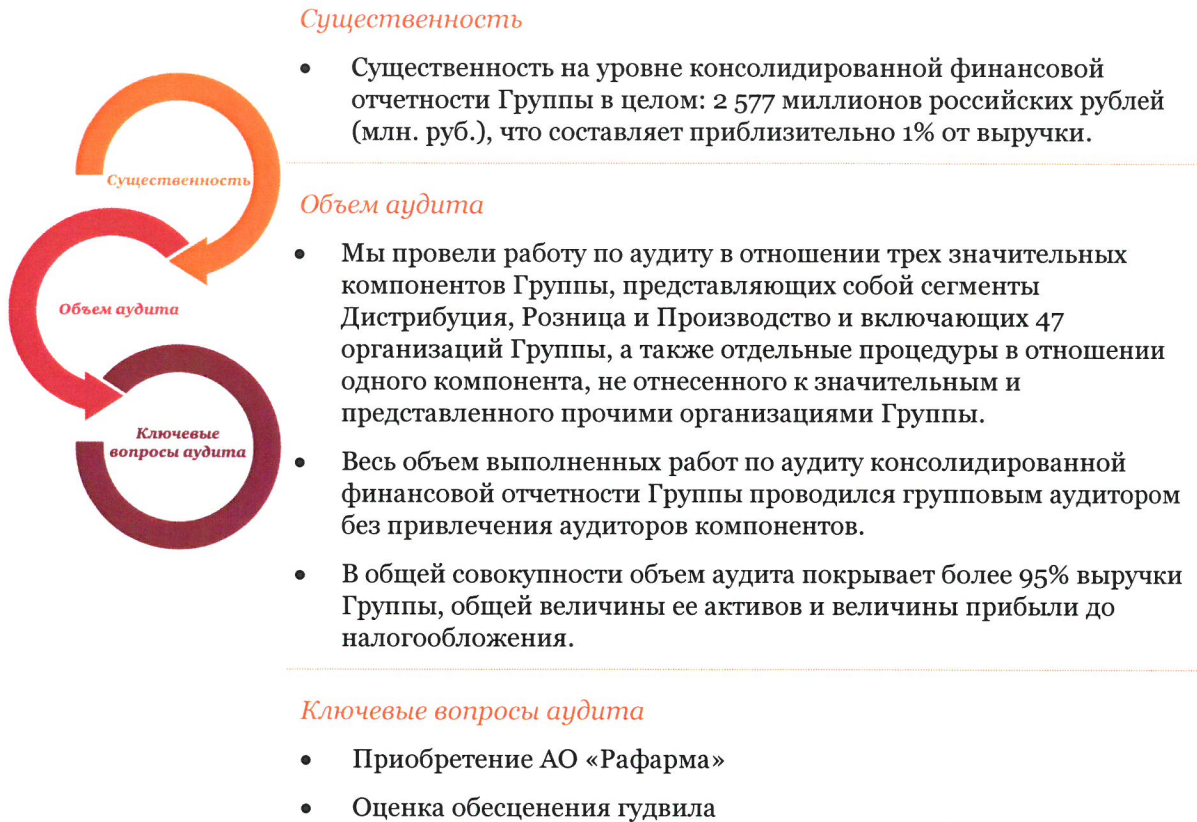 Существенность
• Существенность на уровне консолидированной финансовой
отчетности Группы в целом: 2 577 миллионов российских рублей
(млн. руб.), что составляет приблизительно 1% от выручки.
Существенность
Объем аудита
• Мы провели работу по аудиту в отношении трех значительных
компонентов Группы, представляющих собой сегменты
Дистрибуция, Розница и Производство и включающих 47
организаций Группы, а также отдельные процедуры в отношении
одного компонента, не отнесенного к значительным и
представленного прочими организациями Группы.
Объем аудита
Ключевые
вопросы аудита
• Весь объем выполненных работ по аудиту консолидированной
финансовой отчетности Группы проводился групповым аудитором
без привлечения аудиторов компонентов.
• В общей совокупности объем аудита покрывает более 95% выручки
Группы, общей величины ее активов и величины прибыли до
налогообложения.
Ключевые вопросы аудита
• Приобретение АО «Рафарма»
• Оценка обесценения гудвила